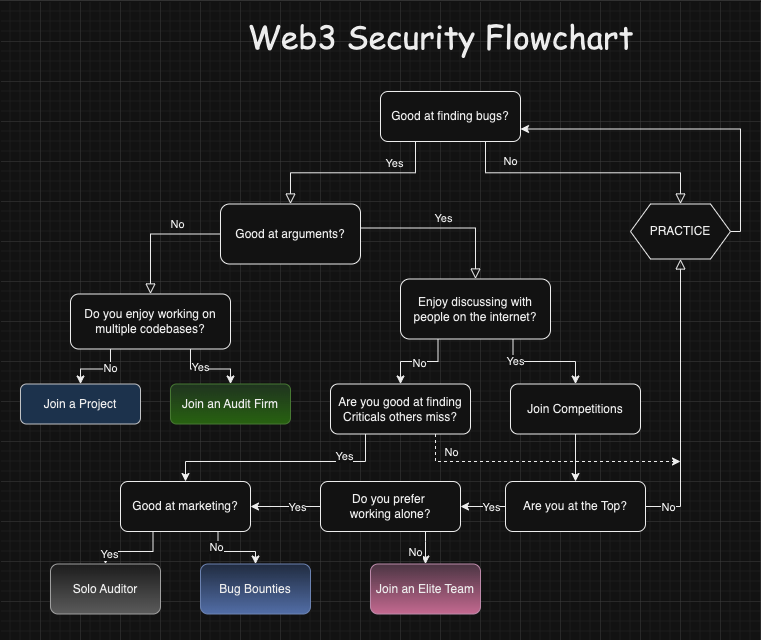 Web3 Security Flowchart
Good at finding bugs?
Yes
No
Good at arguments?
PRACTICE
No
Yes
Do you enjoy working on
multiple codebases?
Enjoy discussing with
people on the internet?
No
Yes
No
Yes
Join a Project
Join an Audit Firm
Are you good at finding
Criticals others miss?
Join Competitions
Yes
No
Good at marketing?
Yes
Do you prefer
working alone?
Yes
Are you at the Top?
No
Yes
No
No
Solo Auditor
Bug Bounties
Join an Elite Team